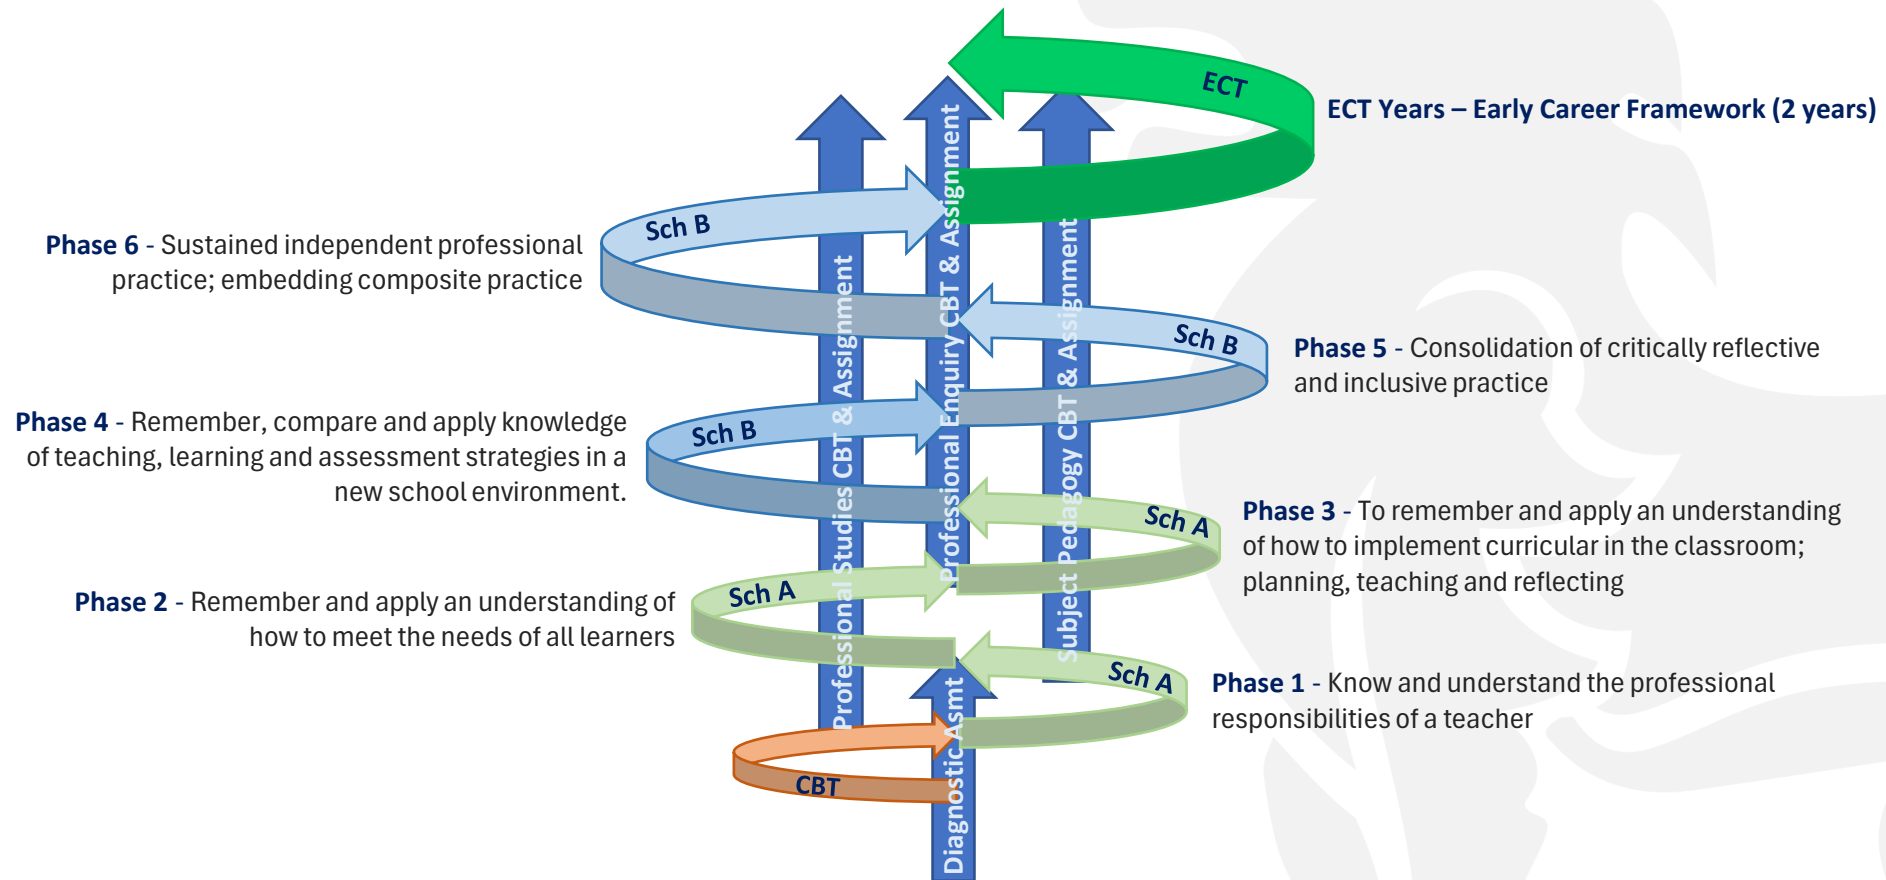 ECT
ECT Years – Early Career Framework (2 years)
Sch B
Phase 6 - Sustained independent professional
practice; embedding composite practice
Sch B
Phase 5 - Consolidation of critically reflective
and inclusive practice
Sch B
Phase 4 - Remember, compare and apply knowledge
of teaching, learning and assessment strategies in a
new school environment.
Sch A
Phase 3 - To remember and apply an understanding
of how to implement curricular in the classroom;
planning, teaching and reflecting
Sch A
Phase 2 - Remember and apply an understanding of
how to meet the needs of all learners
Sch A
Phase 1 - Know and understand the professional
responsibilities of a teacher
CBT
Professional Studies CBT & Assignment
Professional Enquiry CBT & Assignment
Subject Pedagogy CBT & Assignment
Diagnostic Asmt